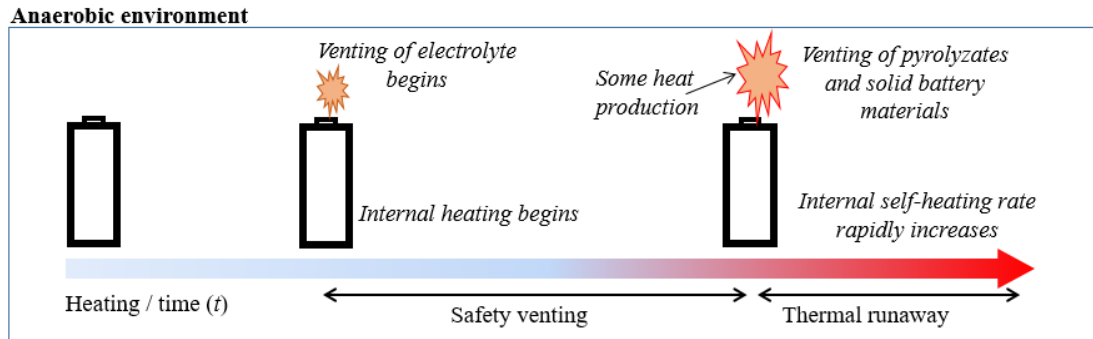 Anaerobic environment
Venting of electrolyte
begins
Some heat
production
Venting of pyrolyzates
and solid battery
materials
Internal heating begins
Internal self-heating rate
rapidly increases
Heating / time (t)
Safety venting
Thermal runaway